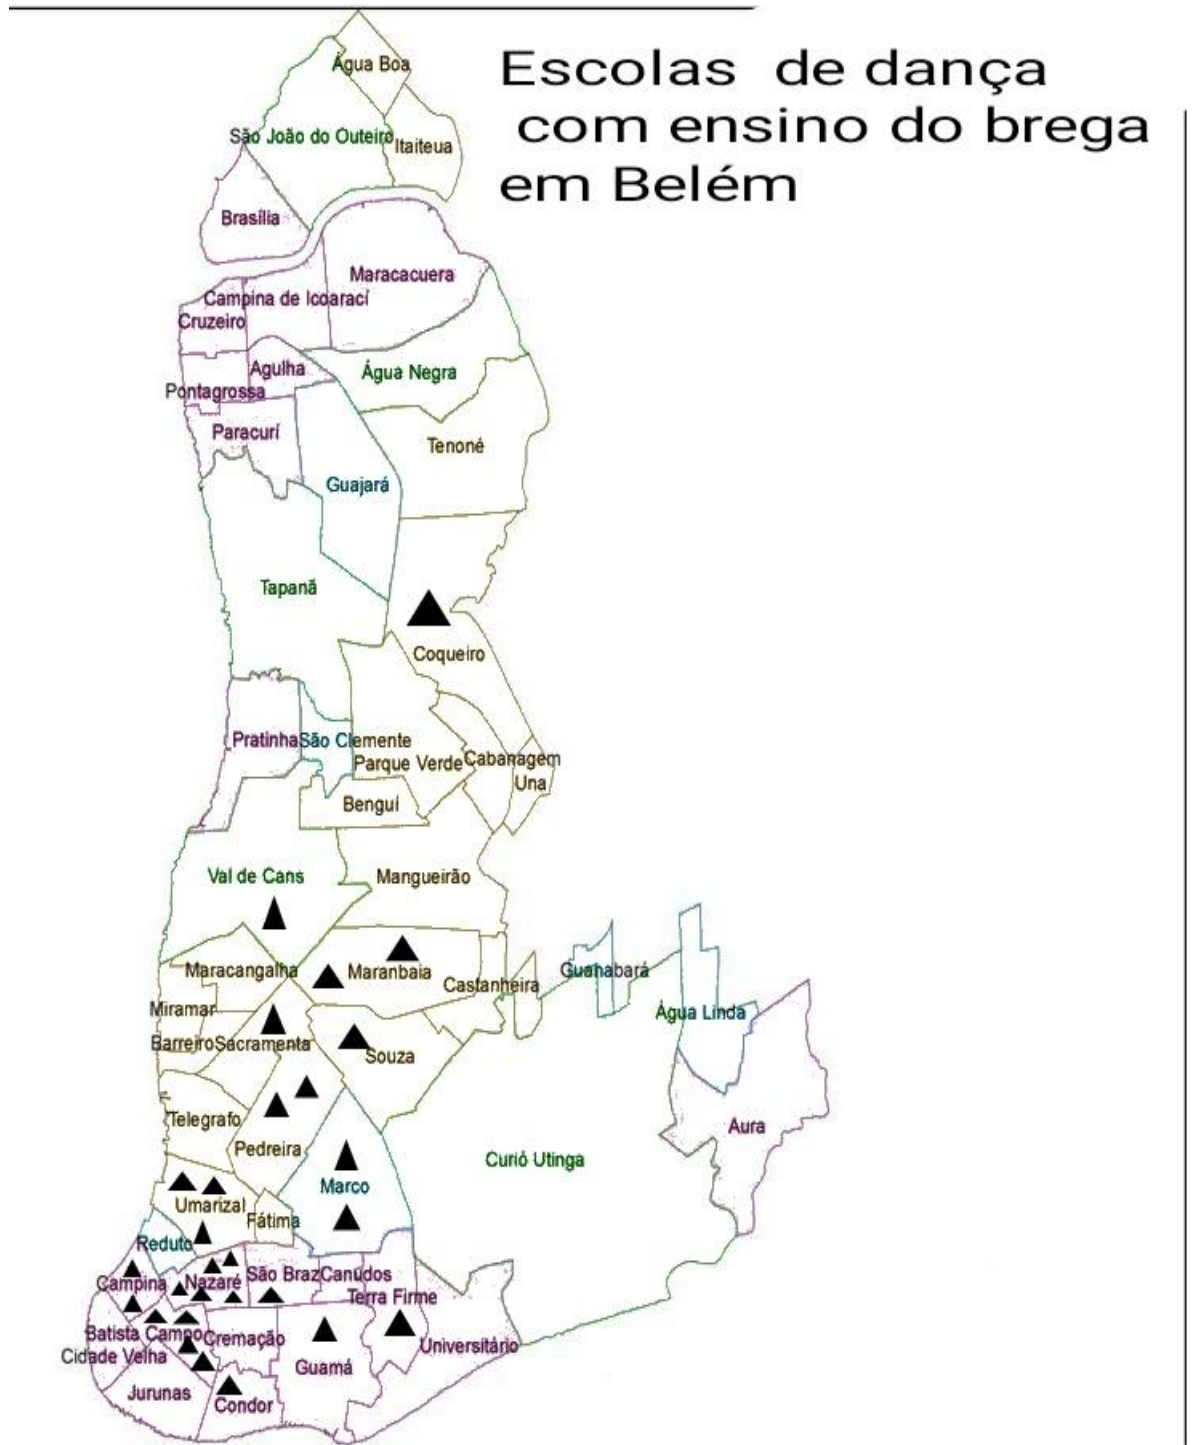 Escolas de dança
com ensino do brega
em Belém
Água Boa
São João do Outeiro
Itaiteua
Brasília
Maracacuera
Campina de Icoaraci
Cruzeiro
Agulha
Água Negra
Pontagrossa
Paracurí
Tenoné
Guajará
Tapanã
Coqueiro
Pratinha
São Clemente
Parque Verde
Cabanagem
Una
Benguí
Val de Cans
Mangueirão
Maracangalha
Maranbaia
Castanheira
Guanabará
Miramar
Água Linda
Barreiro
Sacramenta
Souza
Telegrafo
Pedreira
Aura
Curió Utinga
Marco
Umarizal
Fátima
Reduto
Campina
Nazaré
São Braz
Canudos
Terra Firme
Batista Campo
Cremação
Universitário
Cidade Velha
Guamá
Jurunas
Condor